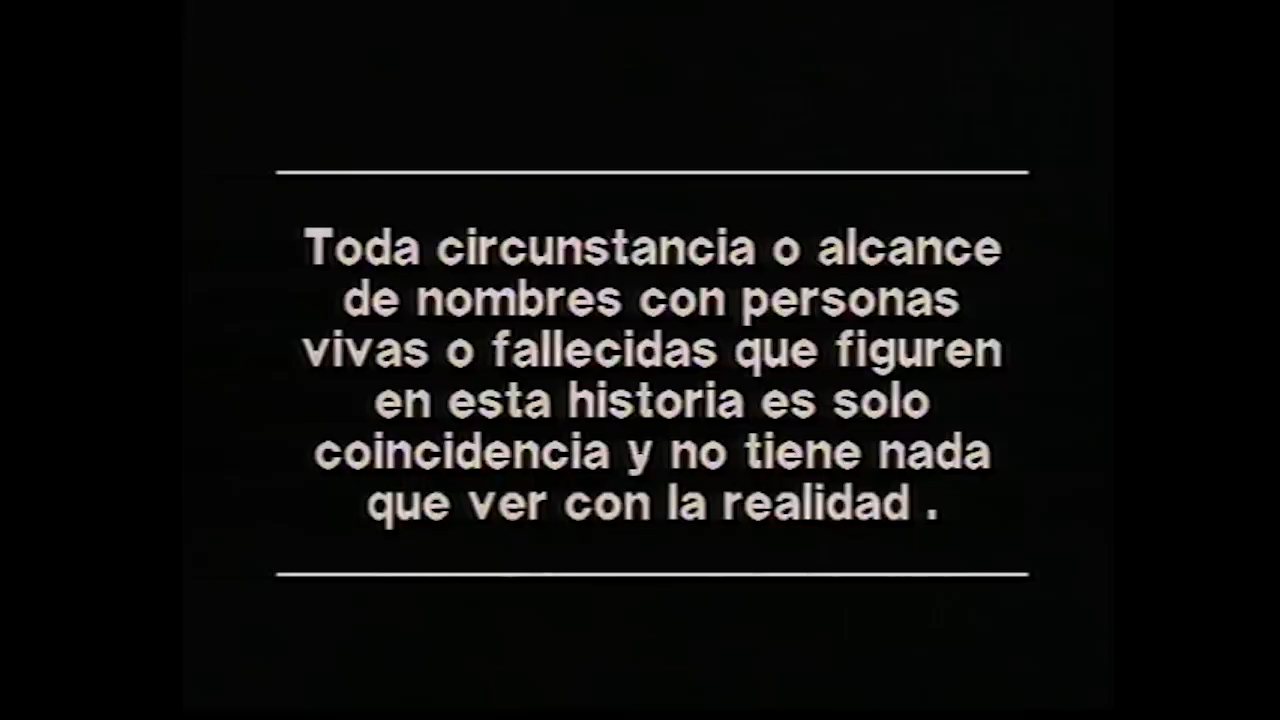 Toda circunstancia o alcance
de nombres con personas
vivas o fallecidas que figuren
en esta historia es solo
coincidencia y no tiene nada
que ver con la realidad .